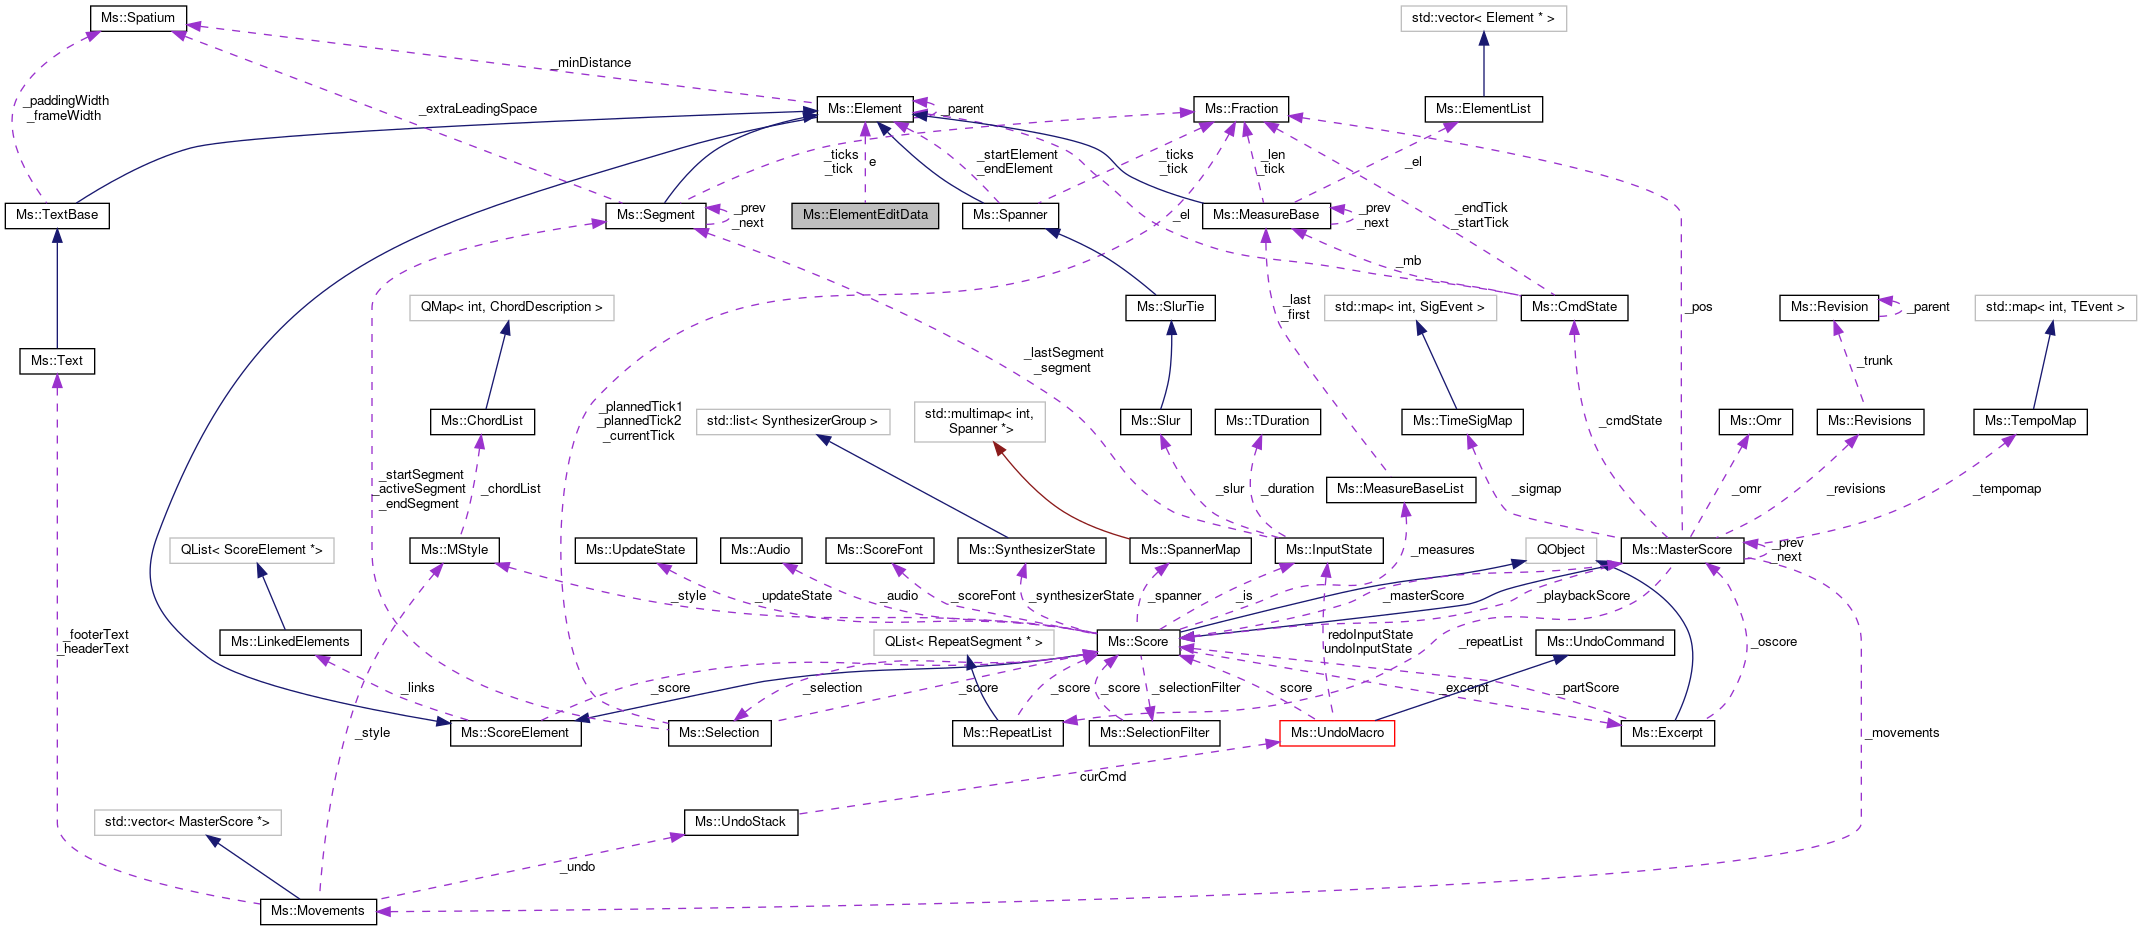 Ms::Spatium
std::vector< Element * >
_minDistance
_paddingWidth
_frameWidth
_extraLeadingSpace
Ms::Element
_parent
Ms::Fraction
Ms::ElementList
_ticks
_tick
e
_startElement
_endElement
_ticks
_tick
_len
_tick
_el
Ms::TextBase
Ms::Segment
_prev
_next
Ms::ElementEditData
Ms::Spanner
_el
Ms::MeasureBase
_prev
_next
_endTick
_startTick
_mb
QMap< int, ChordDescription >
Ms::SlurTie
_last
_first
std::map< int, SigEvent >
Ms::CmdState
_pos
Ms::Revision
_parent
std::map< int, TEvent >
Ms::Text
_lastSegment
_segment
_trunk
Ms::ChordList
_plannedTick1
_plannedTick2
_currentTick
std::list< SynthesizerGroup >
std::multimap< int,
Spanner *>
Ms::Slur
Ms::TDuration
Ms::TimeSigMap
_cmdState
Ms::Omr
Ms::Revisions
Ms::TempoMap
_startSegment
_activeSegment
_endSegment
_chordList
_slur
_duration
Ms::MeasureBaseList
_sigmap
_omr
_revisions
_tempomap
QList< ScoreElement *>
Ms::MStyle
Ms::UpdateState
Ms::Audio
Ms::ScoreFont
Ms::SynthesizerState
Ms::SpannerMap
Ms::InputState
_measures
QObject
Ms::MasterScore
_prev
_next
_style
_updateState
_audio
_scoreFont
_synthesizerState
_spanner
_is
_masterScore
_playbackScore
_footerText
_headerText
Ms::LinkedElements
QList< RepeatSegment * >
Ms::Score
redoInputState
undoInputState
_repeatList
Ms::UndoCommand
_oscore
_links
_score
_selection
_score
_score
_score
_selectionFilter
score
_excerpt
_partScore
_style
Ms::ScoreElement
Ms::Selection
Ms::RepeatList
Ms::SelectionFilter
Ms::UndoMacro
Ms::Excerpt
_movements
curCmd
std::vector< MasterScore *>
Ms::UndoStack
_undo
Ms::Movements